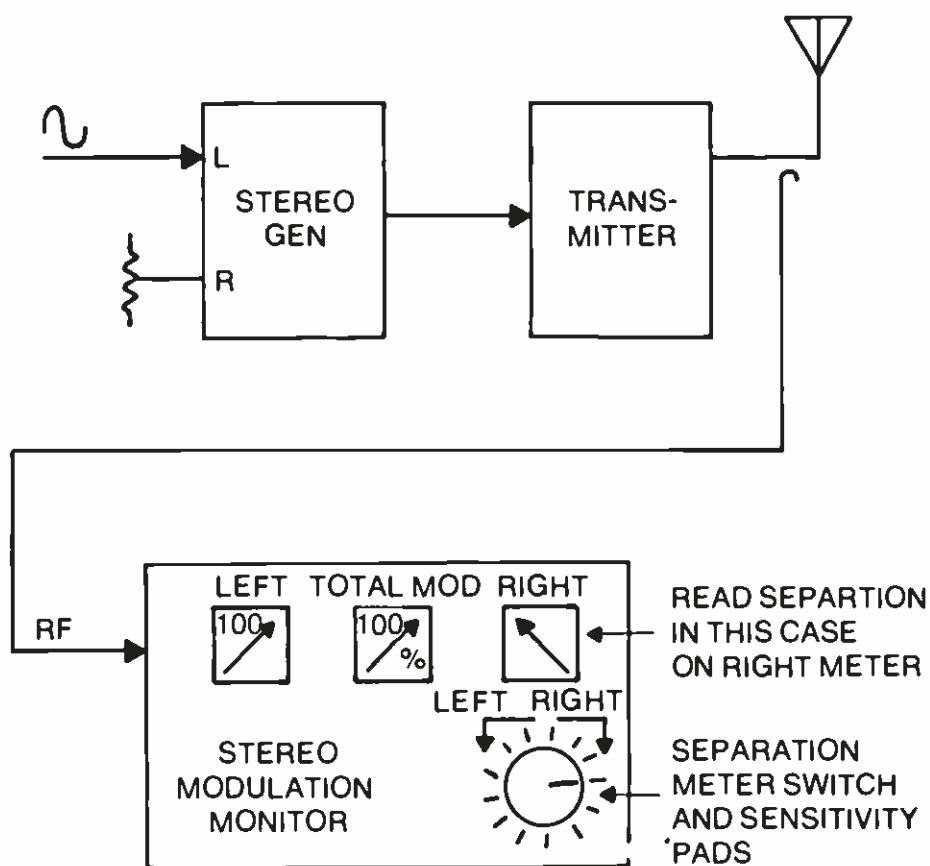 L
STEREO
GEN
R
TRANS-
MITTER
RF
LEFT TOTAL MOD RIGHT
100
100
%
READ SEPARTION
IN THIS CASE
ON RIGHT METER
LEFT RIGHT
STEREO
MODULATION
MONITOR
SEPARATION
METER SWITCH
AND SENSITIVITY
PADS